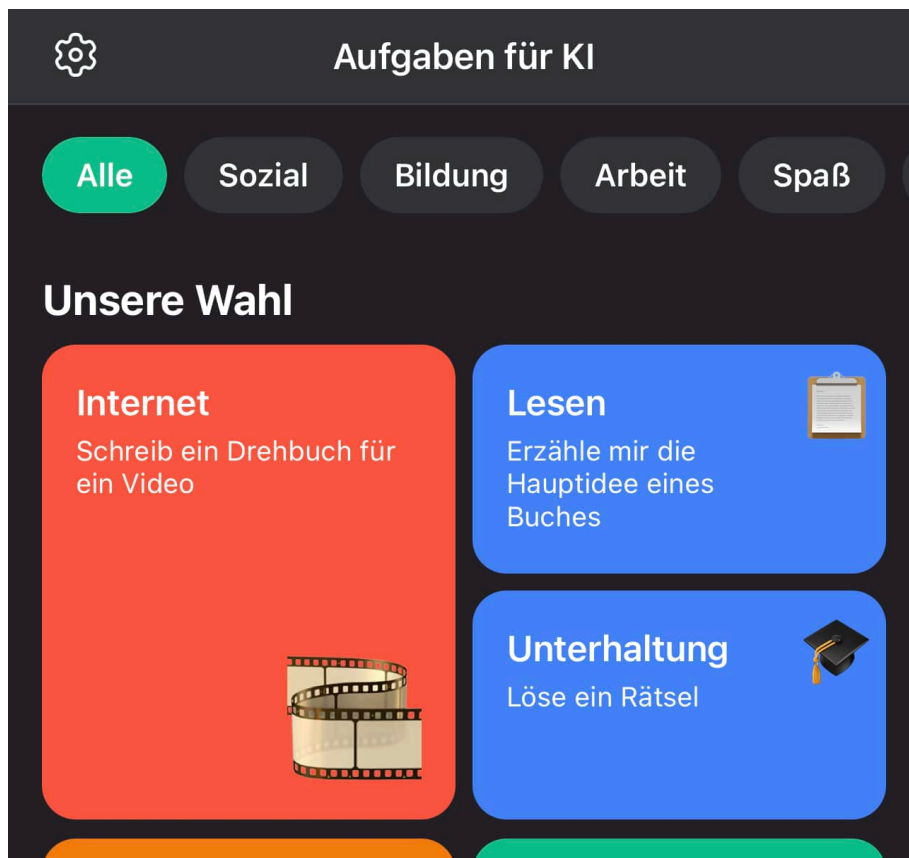 Aufgaben für KI
Alle Sozial Bildung Arbeit Spaß
Unsere Wahl
Internet
Schreib ein Drehbuch für
ein Video
Lesen
Erzähle mir die
Hauptidee eines
Buches
Unterhaltung
Löse ein Rätsel